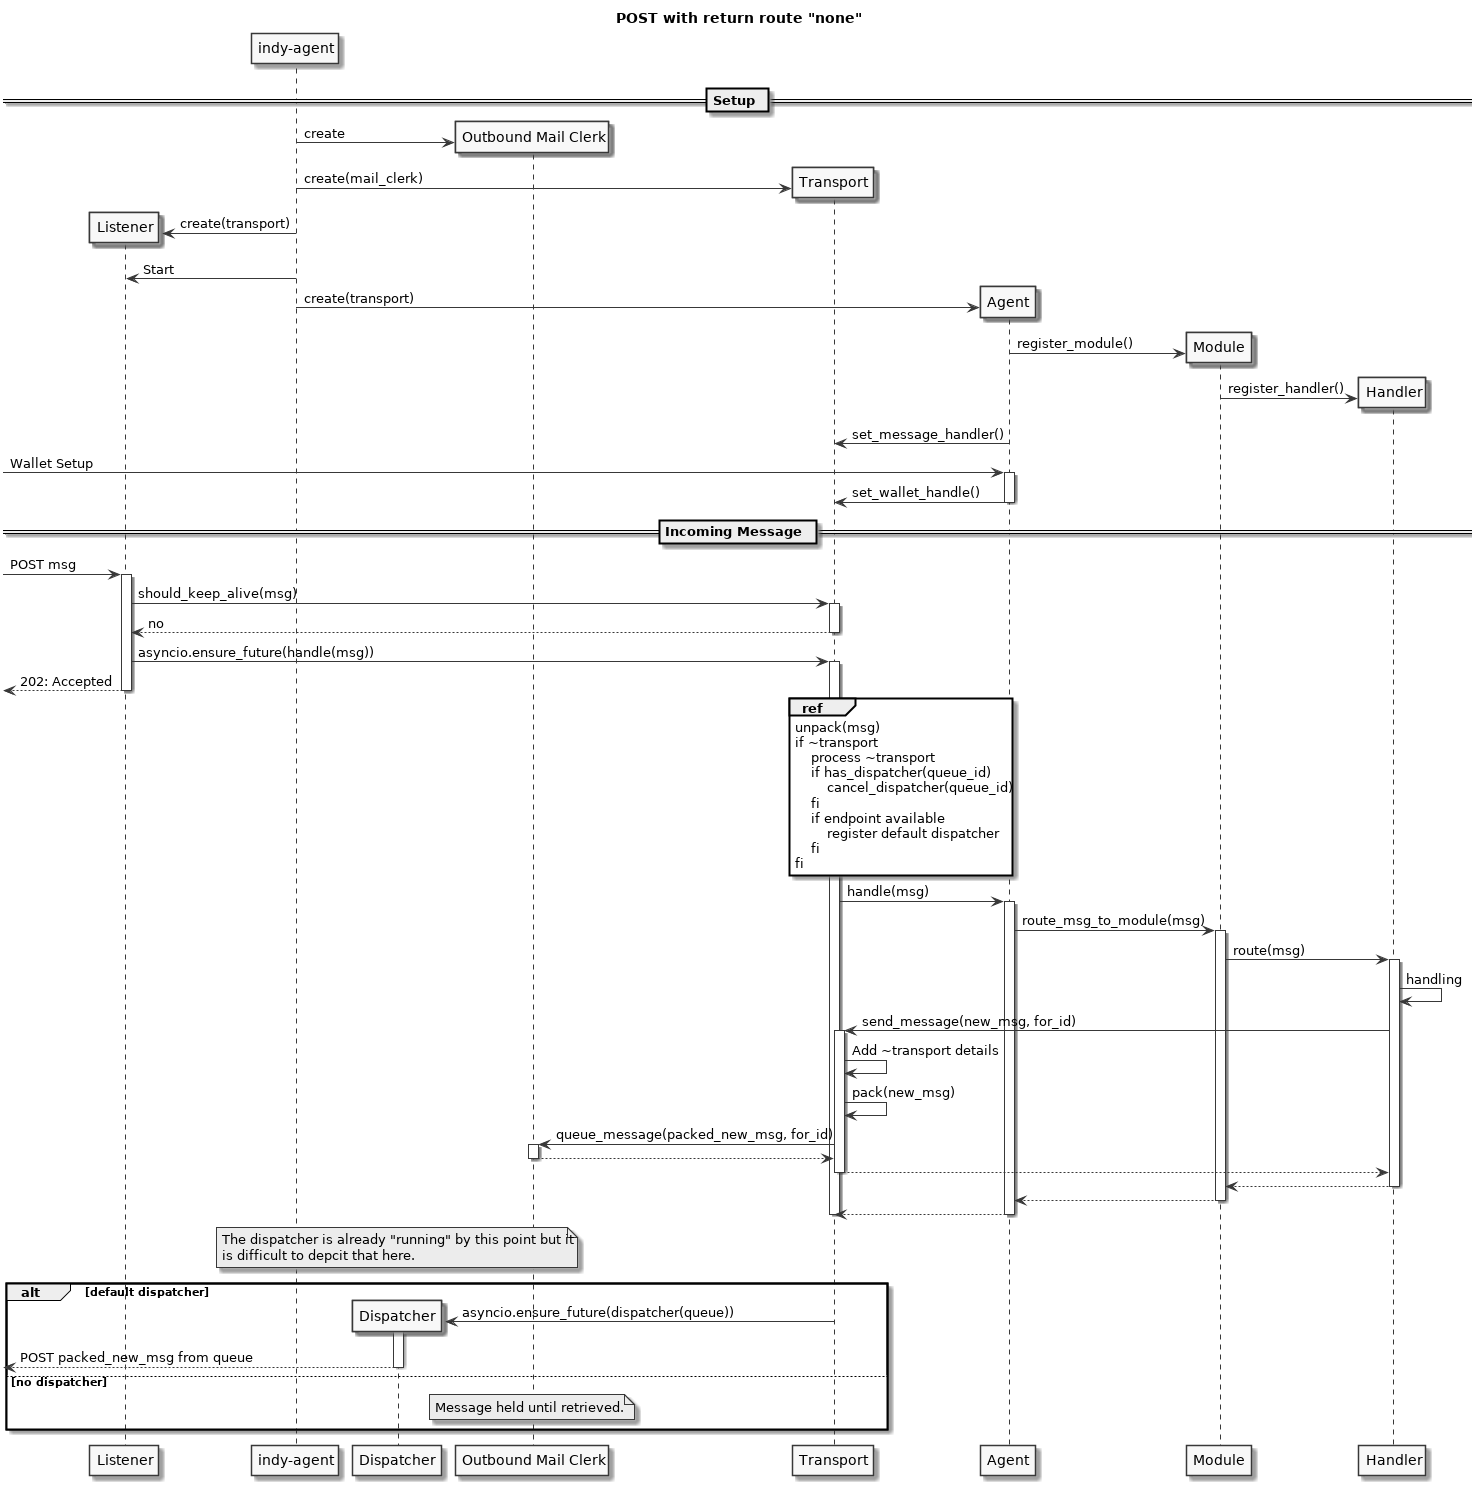 POST with return route "none"
indy-agent
Setup
create
Outbound Mail Clerk
create(mail_clerk)
Transport
Listener
create(transport)
Start
create(transport)
Agent
register_module()
Module
register_handler()
Handler
set_message_handler()
Wallet Setup
set_wallet_handle()
Incoming Message
POST msg
should_keep_alive(msg)
no
asyncio.ensure_future(handle(msg))
202: Accepted
ref
unpack(msg)
if ~transport
process ~transport
if has_dispatcher(queue_id)
cancel_dispatcher(queue_id)
fi
if endpoint available
register default dispatcher
fi
fi
handle(msg)
route_msg_to_module(msg)
route(msg)
handling
send_message(new_msg, for_id)
Add ~transport details
pack(new_msg)
queue_message(packed_new_msg, for_id)
The dispatcher is already "running" by this point but it
is difficult to depcit that here.
alt [default dispatcher]
Dispatcher
asyncio.ensure_future(dispatcher(queue))
POST packed_new_msg from queue
[no dispatcher]
Message held until retrieved.
Listener indy-agent Dispatcher Outbound Mail Clerk Transport Agent Module Handler